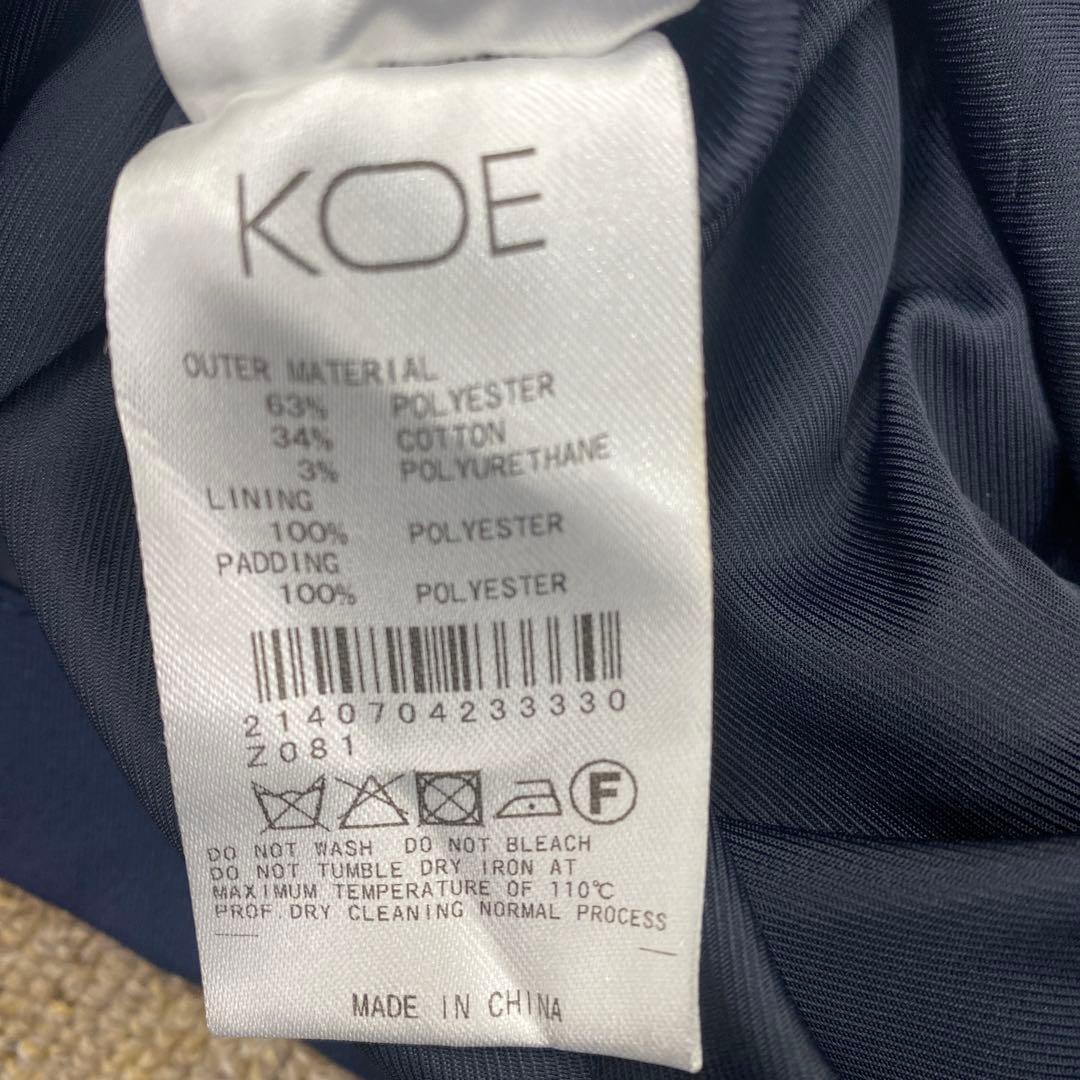 KOE
OUTER MATERIAL
63% POLYESTER
34% COTTON
3% POLYURETHANE
LINING
100% POLYESTER
PADDING
100% POLYESTER
2140704233330
Z081
F
DO NOT WASH DO NOT BLEACH
DO NOT TUMBLE DRY IRON AT
MAXIMUM TEMPERATURE OF 110℃
PROF.DRY CLEANING NORMAL PROCESS
MADE IN CHINA